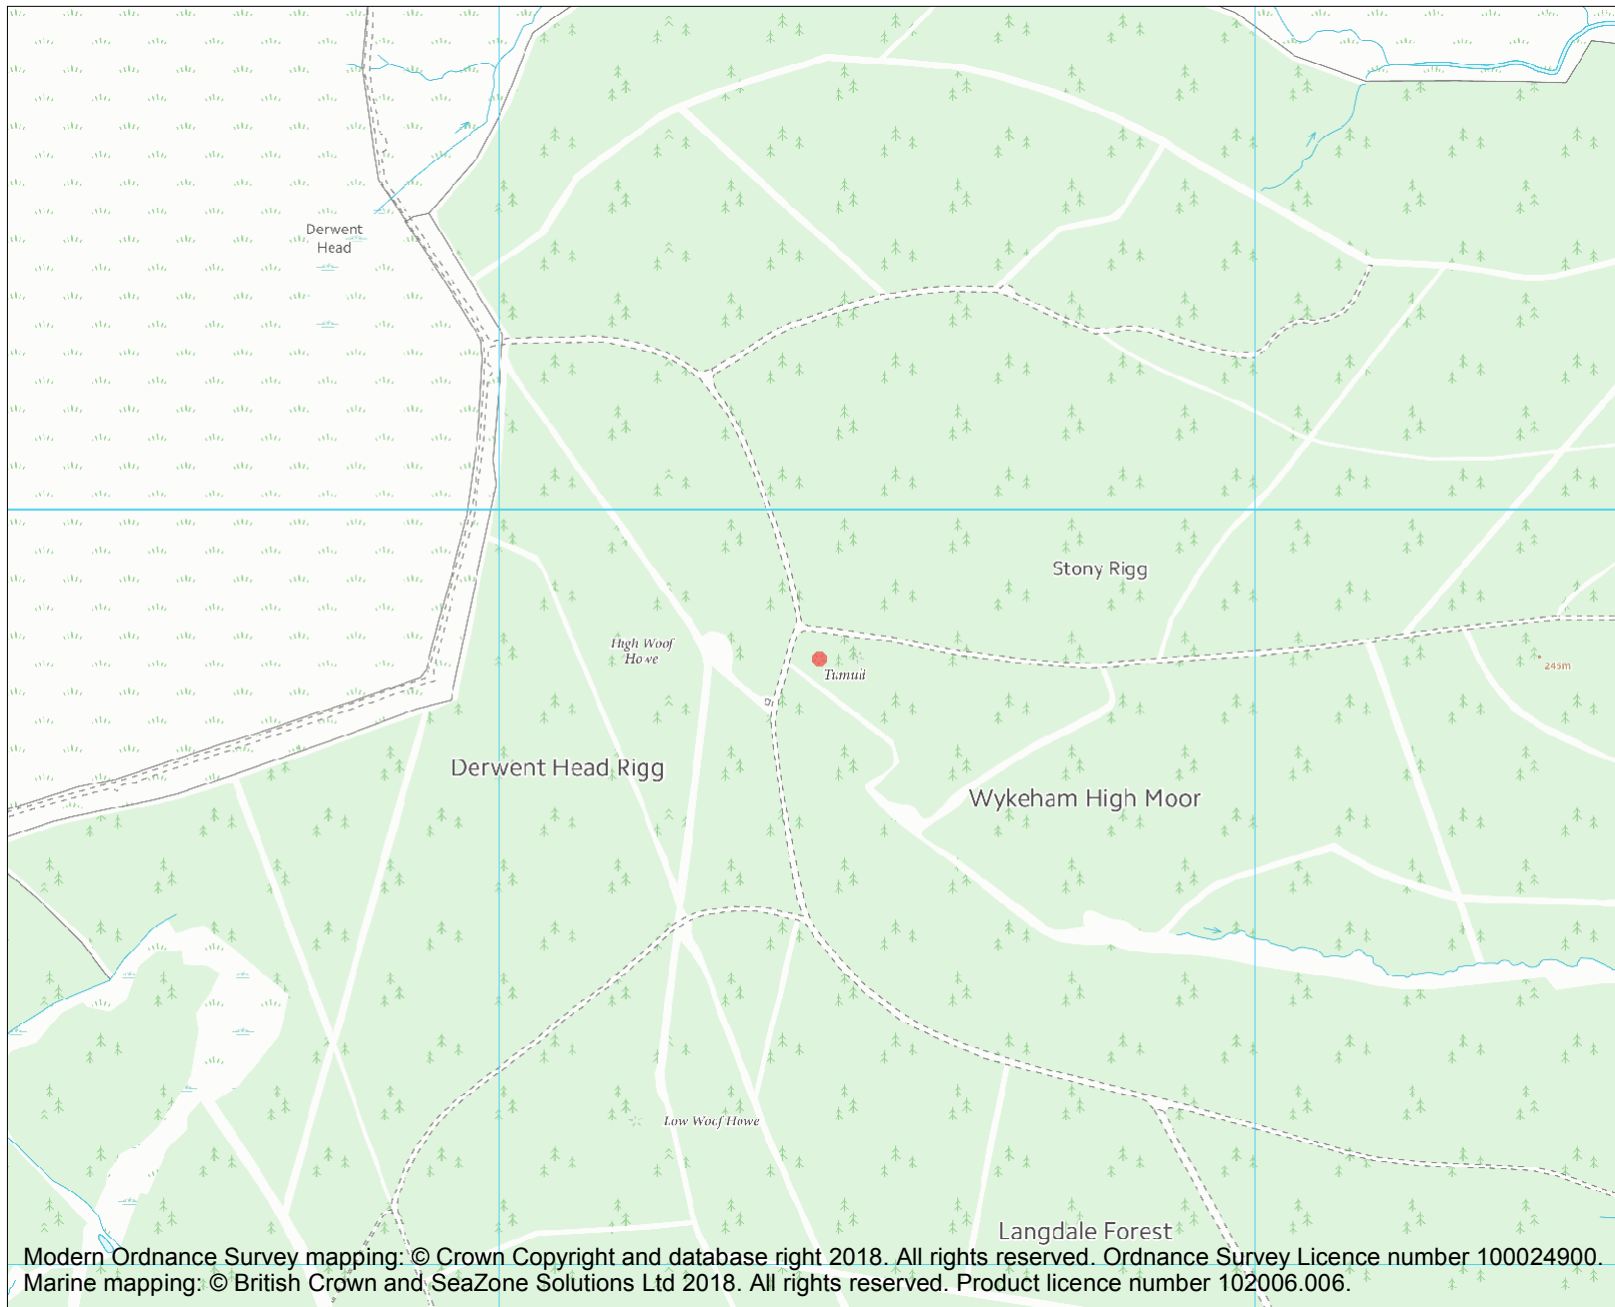 Derwent
Head
Stony Rigg
High Woof
Howe
Tumuli
245m
Derwent Head Rigg
Wykeham High Moor
Low Woof Howe
Langdale Forest
Modern Ordnance Survey mapping: © Crown Copyright and database right 2018. All rights reserved. Ordnance Survey Licence number 100024900.
Marine mapping: © British Crown and SeaZone Solutions Ltd 2018. All rights reserved. Product licence number 102006.006.